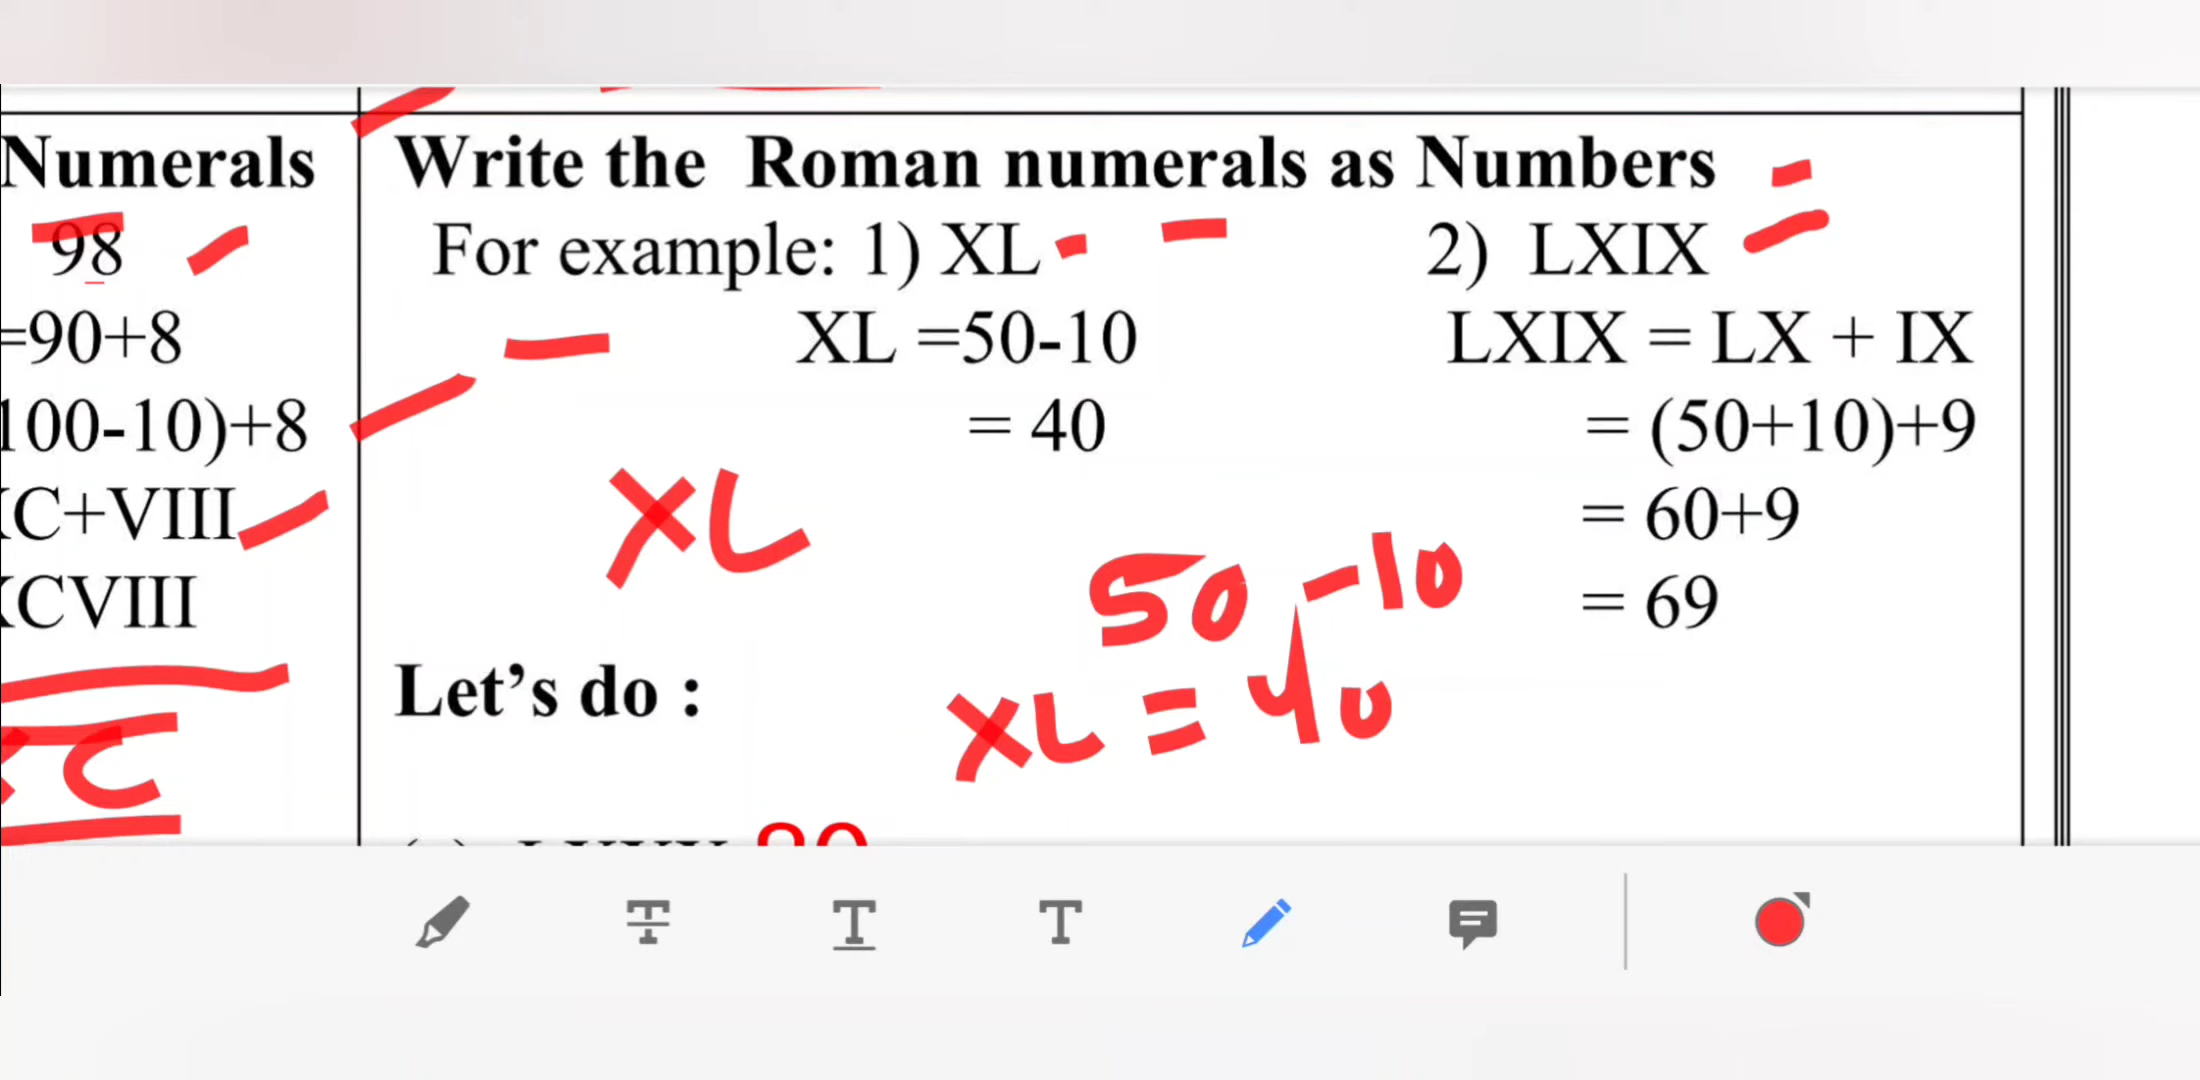 Numerals
98
=90+8
100-10)+8
C+VIII
CVIII
C
Write the Roman numerals as Numbers
For example: 1) XL
XL =50-10
= 40
2) LXIX
LXIX = LX + IX
= (50+10)+9
= 60+9
= 69
XL
50-10
XL = 40
Let's do :